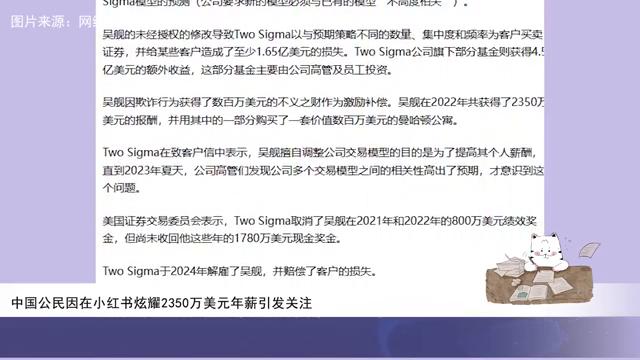 图片来源：网络
Sigma模型的预测（公司要求新的模型必须与已有的模型“不高度相关”）。
吴舰的未经授权的修改导致Two Sigma以与预期策略不同的数量、集中度和频率为客户买卖
证券，并给某些客户造成了至少1.65亿美元的损失。Two Sigma公司旗下部分基金则获得4.5
亿美元的额外收益，这部分基金主要由公司高管及员工投资。
吴舰因欺诈行为获得了数百万美元的不义之财作为激励补偿。吴舰在2022年共获得了2350万
美元的报酬，并用其中的一部分购买了一套价值数百万美元的曼哈顿公寓。
Two Sigma在致客户信中表示，吴舰擅自调整公司交易模型的目的是为了提高其个人薪酬，
直到2023年夏天，公司高管们发现公司多个交易模型之间的相关性高出了预期，才意识到这
个问题。
美国证券交易委员会表示，Two Sigma取消了吴舰在2021年和2022年的800万美元绩效奖
金，但尚未收回他这些年的1780万美元现金奖金。
Two Sigma于2024年解雇了吴舰，并赔偿了客户的损失。
中国公民因在小红书炫耀2350万美元年薪引发关注